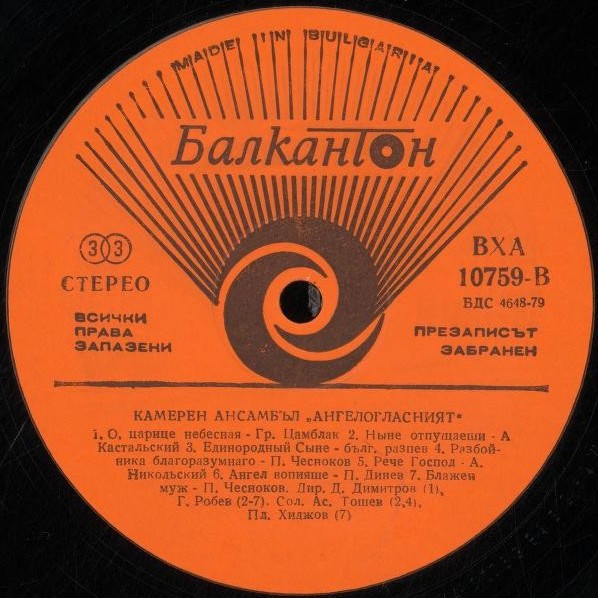 MADE IN BULGARIA
Балкантон
33
СТЕРЕО
ВХА
10759-В
БДС 4648-79
ВСИЧКИ
ПРАВА
ЗАПАЗЕНИ
ПРЕЗАПИСЪТ
ЗАБРАНЕН
КАМЕРЕН АНСАМБЪЛ „АНГЕЛОГЛАСНИЯТ"
1. О, царице небесная - Гр. Цамблак 2. Ныне отпущаеши - А
Кастальский 3. Единородный Сыне - бълг. разпев 4. Разбой-
ника благоразумнаго - П. Чесноков 5. Рече Господ - А.
Никольский 6. Ангел вопияше - П. Динев 7. Блажен
муж - П. Чесноков. Дир. Д. Димитров (1),
Г. Робев (2-7). Сол. Ас. Тошев (2,4),
Пл. Хиджов (7)